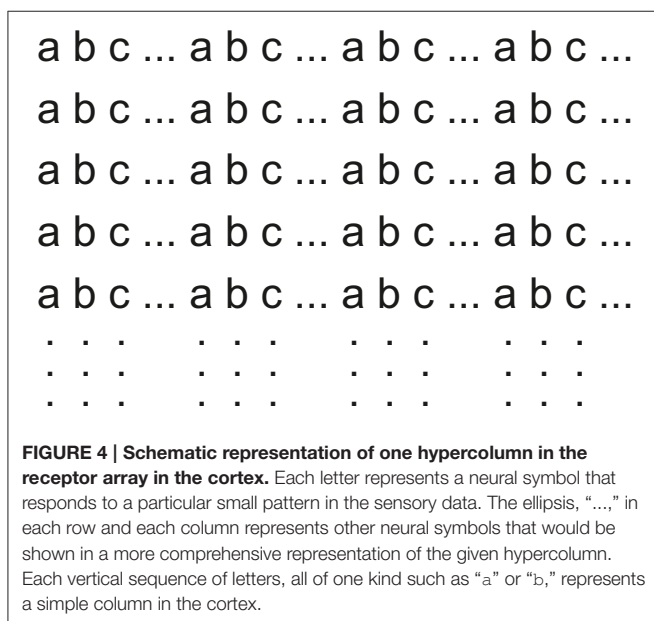 a b c ... a b c ... a b c ... a b c ...
a b c ... a b c ... a b c ... a b c ...
a b c ... a b c ... a b c ... a b c ...
a b c ... a b c ... a b c ... a b c ...
a b c ... a b c ... a b c ... a b c ...
. . . . . . . . . . . .
. . . . . . . . . . . .
. . . . . . . . . . . .
FIGURE 4 | Schematic representation of one hypercolumn in the
receptor array in the cortex. Each letter represents a neural symbol that
responds to a particular small pattern in the sensory data. The ellipsis, “...,” in
each row and each column represents other neural symbols that would be
shown in a more comprehensive representation of the given hypercolumn.
Each vertical sequence of letters, all of one kind such as “a” or “b,” represents
a simple column in the cortex.